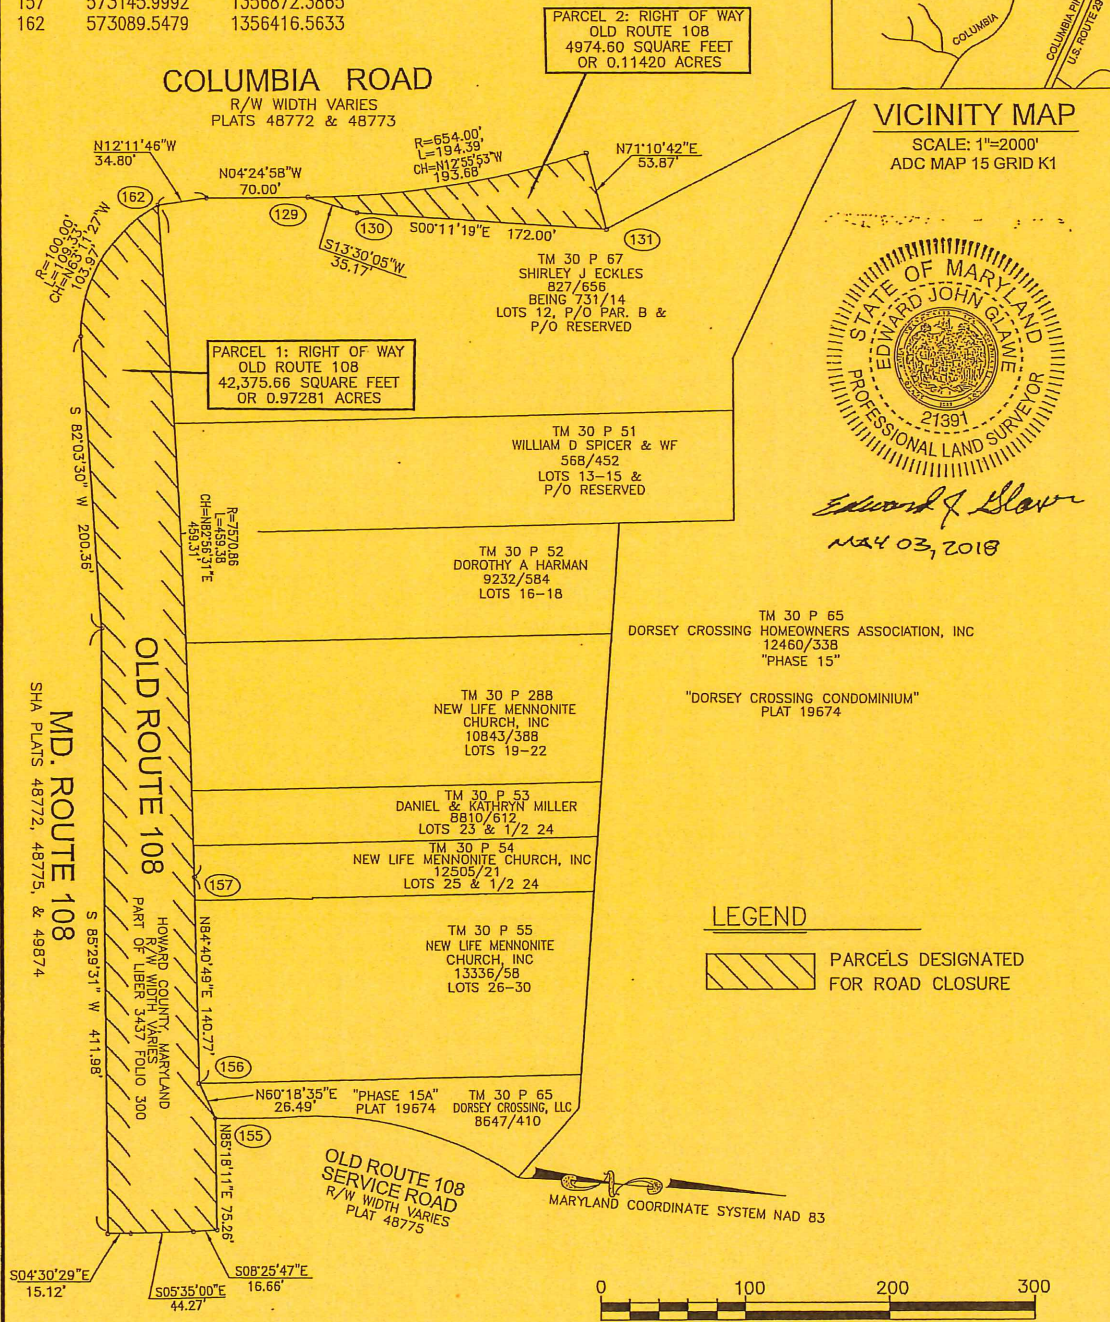 157 573145.9992 1356872.3865
162 573089.5479 1356416.5633
PARCEL 2: RIGHT OF WAY
OLD ROUTE 108
4974.60 SQUARE FEET
OR 0.11420 ACRES
COLUMBIA
U.S. ROUTE 29
COLUMBIA ROAD
R/W WIDTH VARIES
PLATS 48772 & 48773
VICINITY MAP
SCALE: 1"=2000'
ADC MAP 15 GRID K1
N12°11'46"W
34.80'
N04°24'58"W
70.00'
R=654.00'
L=194.39'
CH=N12°55'53"W
193.68'
N71°10'42"E
53.87'
162
129
130
131
S13°30'05"W
35.17'
S00°11'19"E 172.00'
R=100.00'
L=109.33'
CH=N63°11'27"W
103.97'
TM 30 P 67
SHIRLEY J ECKLES
827/656
BEING 731/14
LOTS 12, P/O PAR. B &
P/O RESERVED
STATE OF MARYLAND
EDWARD JOHN GLAWE
21391
PROFESSIONAL LAND SURVEYOR
PARCEL 1: RIGHT OF WAY
OLD ROUTE 108
42,375.66 SQUARE FEET
OR 0.97281 ACRES
S 82°03'30" W 200.36'
TM 30 P 51
WILLIAM D SPICER & WF
568/452
LOTS 13-15 &
P/O RESERVED
MAY 03, 2018
R=7570.86
L=459.38
CH=N82°56'31"E
459.31'
TM 30 P 52
DOROTHY A HARMAN
9232/584
LOTS 16-18
TM 30 P 65
DORSEY CROSSING HOMEOWNERS ASSOCIATION, INC
12460/338
"PHASE 15"
"DORSEY CROSSING CONDOMINIUM"
PLAT 19674
OLD ROUTE 108
HOWARD COUNTY, MARYLAND
R/W WIDTH VARIES
PART OF LIBER 3437 FOLIO 300
MD. ROUTE 108
SHA PLATS 48772, 48775, & 49874
TM 30 P 288
NEW LIFE MENNONITE
CHURCH, INC
10843/388
LOTS 19-22
TM 30 P 53
DANIEL & KATHRYN MILLER
8810/612
LOTS 23 & 1/2 24
TM 30 P 54
NEW LIFE MENNONITE CHURCH, INC
12505/21
LOTS 25 & 1/2 24
157
S 85°29'31" W 411.98'
N84°40'49"E 140.77'
TM 30 P 55
NEW LIFE MENNONITE
CHURCH, INC
13336/58
LOTS 26-30
LEGEND
PARCELS DESIGNATED
FOR ROAD CLOSURE
156
N60°18'35"E
26.49'
"PHASE 15A"
PLAT 19674
TM 30 P 65
DORSEY CROSSING, LLC
8647/410
155
N85°18'11"E 75.26'
OLD ROUTE 108
SERVICE ROAD
R/W WIDTH VARIES
PLAT 48775
MARYLAND COORDINATE SYSTEM NAD 83
S04°30'29"E
15.12'
S05°35'00"E
44.27'
S08°25'47"E
16.66'
0 100 200 300